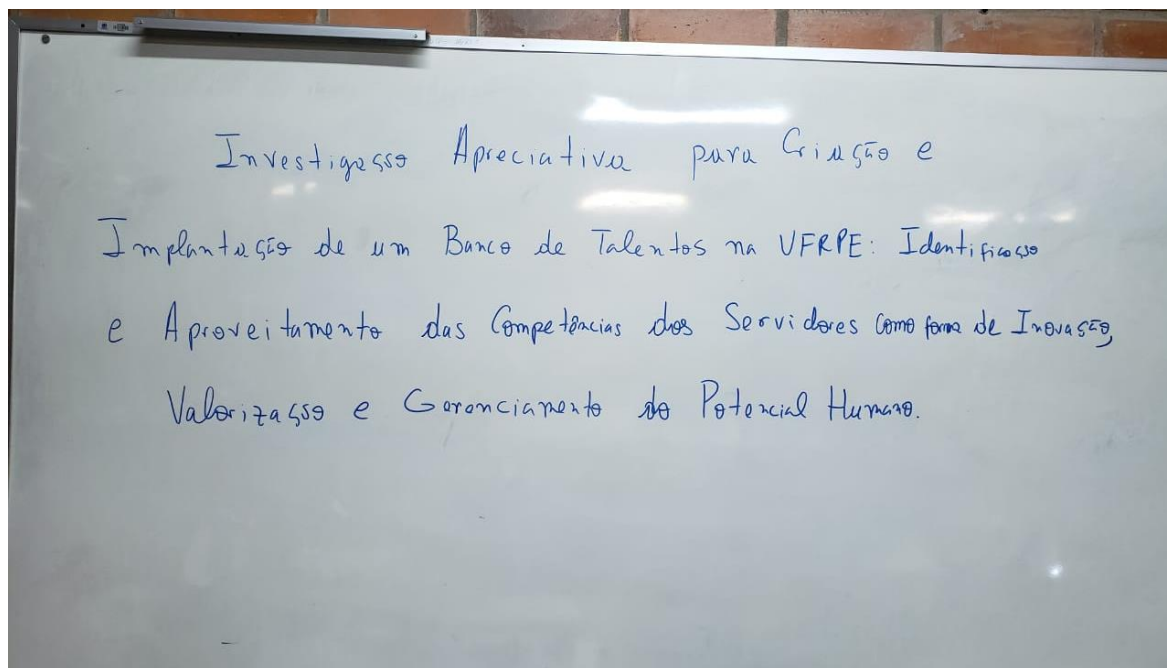 Investigação Apreciativa para Criação e
Implantação de um Banco de Talentos na UFRPE: Identificação
e Aproveitamento das Competências dos Servidores como forma de Inovação,
Valorização e Gerenciamento do Potencial Humano.